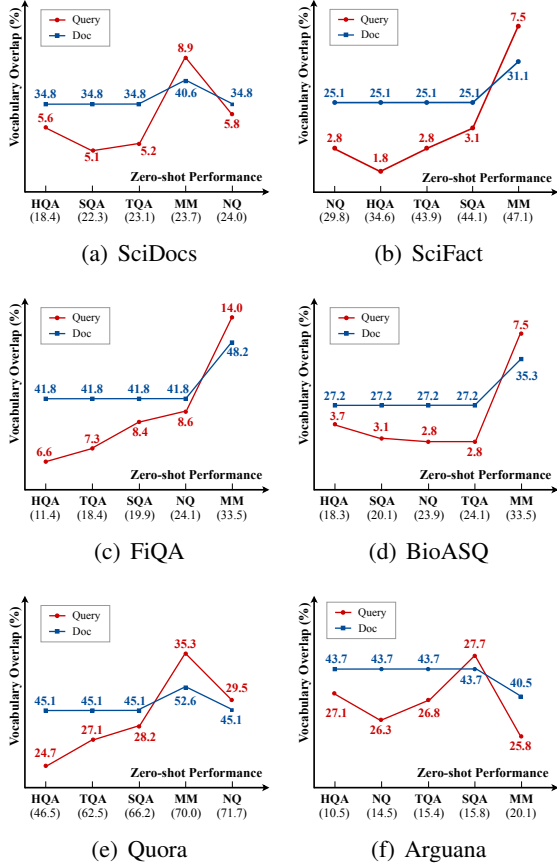 Vocabulary Overlap (%)
Query
Doc
34.8 34.8 34.8 40.6 34.8
5.6 5.1 5.2 8.9 5.8
Zero-shot Performance
HQA SQA TQA MM NQ
(18.4) (22.3) (23.1) (23.7) (24.0)
(a) SciDocs
Vocabulary Overlap (%)
Query
Doc
25.1 25.1 25.1 25.1 31.1
2.8 1.8 2.8 3.1 7.5
Zero-shot Performance
NQ HQA TQA SQA MM
(29.8) (34.6) (43.9) (44.1) (47.1)
(b) SciFact
Vocabulary Overlap (%)
Query
Doc
41.8 41.8 41.8 41.8 48.2
6.6 7.3 8.4 8.6 14.0
Zero-shot Performance
HQA TQA SQA NQ MM
(11.4) (18.4) (19.9) (24.1) (33.5)
(c) FiQA
Vocabulary Overlap (%)
Query
Doc
27.2 27.2 27.2 27.2 35.3
3.7 3.1 2.8 2.8 7.5
Zero-shot Performance
HQA SQA NQ TQA MM
(18.3) (20.1) (23.9) (24.1) (33.5)
(d) BioASQ
Vocabulary Overlap (%)
Query
Doc
45.1 45.1 45.1 52.6 45.1
24.7 27.1 28.2 35.3 29.5
Zero-shot Performance
HQA TQA SQA MM NQ
(46.5) (62.5) (66.2) (70.0) (71.7)
(e) Quora
Vocabulary Overlap (%)
Query
Doc
43.7 43.7 43.7 43.7 40.5
27.1 26.3 26.8 27.7 25.8
Zero-shot Performance
HQA NQ TQA SQA MM
(10.5) (14.5) (15.4) (15.8) (20.1)
(f) Arguana